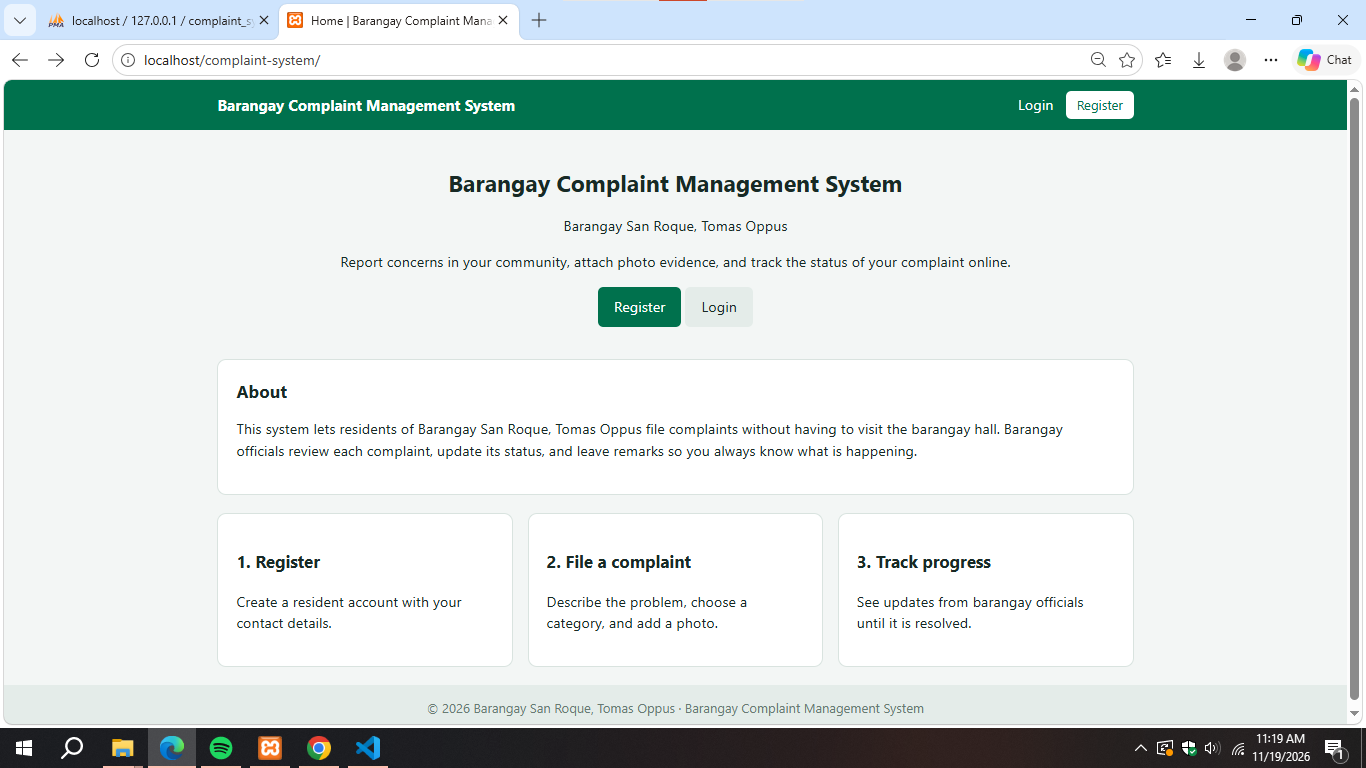 localhost / 127.0.0.1 / complaint_s
Home | Barangay Complaint Mana
localhost/complaint-system/
Chat
Barangay Complaint Management System
Login
Register
Barangay Complaint Management System
Barangay San Roque, Tomas Oppus
Report concerns in your community, attach photo evidence, and track the status of your complaint online.
Register
Login
About
This system lets residents of Barangay San Roque, Tomas Oppus file complaints without having to visit the barangay hall. Barangay
officials review each complaint, update its status, and leave remarks so you always know what is happening.
1. Register
Create a resident account with your
contact details.
2. File a complaint
Describe the problem, choose a
category, and add a photo.
3. Track progress
See updates from barangay officials
until it is resolved.
© 2026 Barangay San Roque, Tomas Oppus · Barangay Complaint Management System
11:19 AM
11/19/2026
1